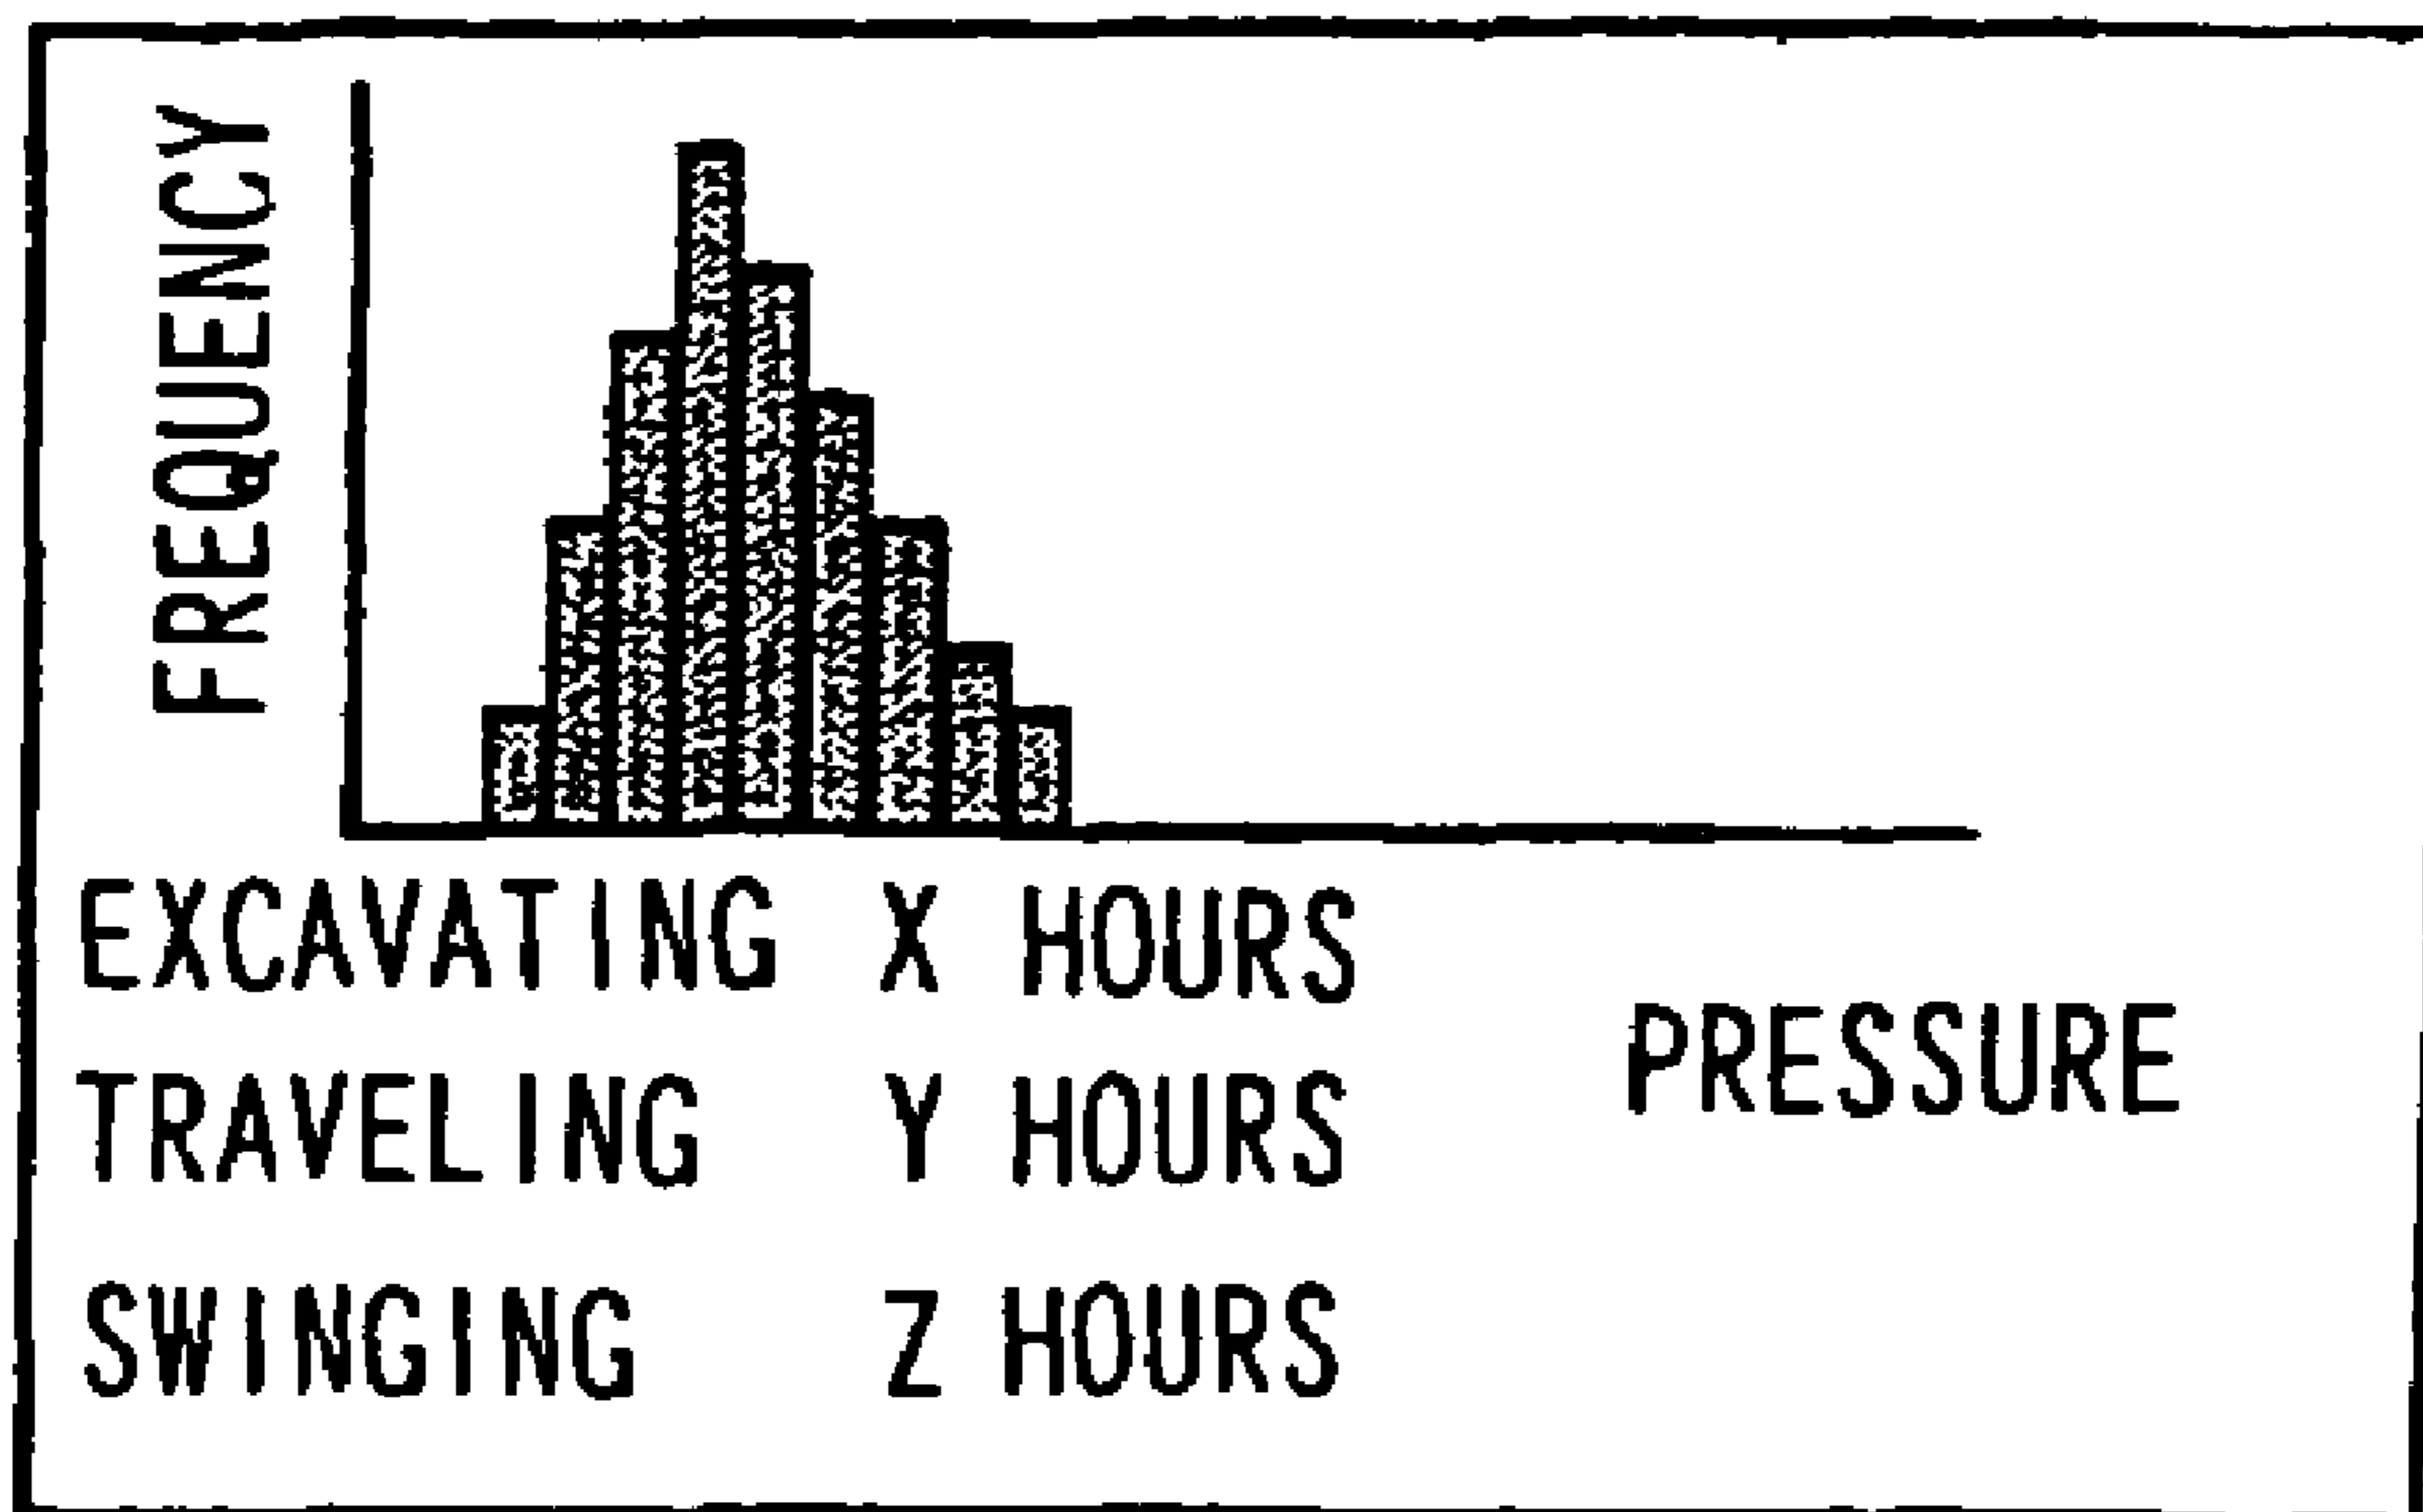 FREQUENCY
EXCAVATING X HOURS
PRESSURE
TRAVELING Y HOURS
SWINGING Z HOURS